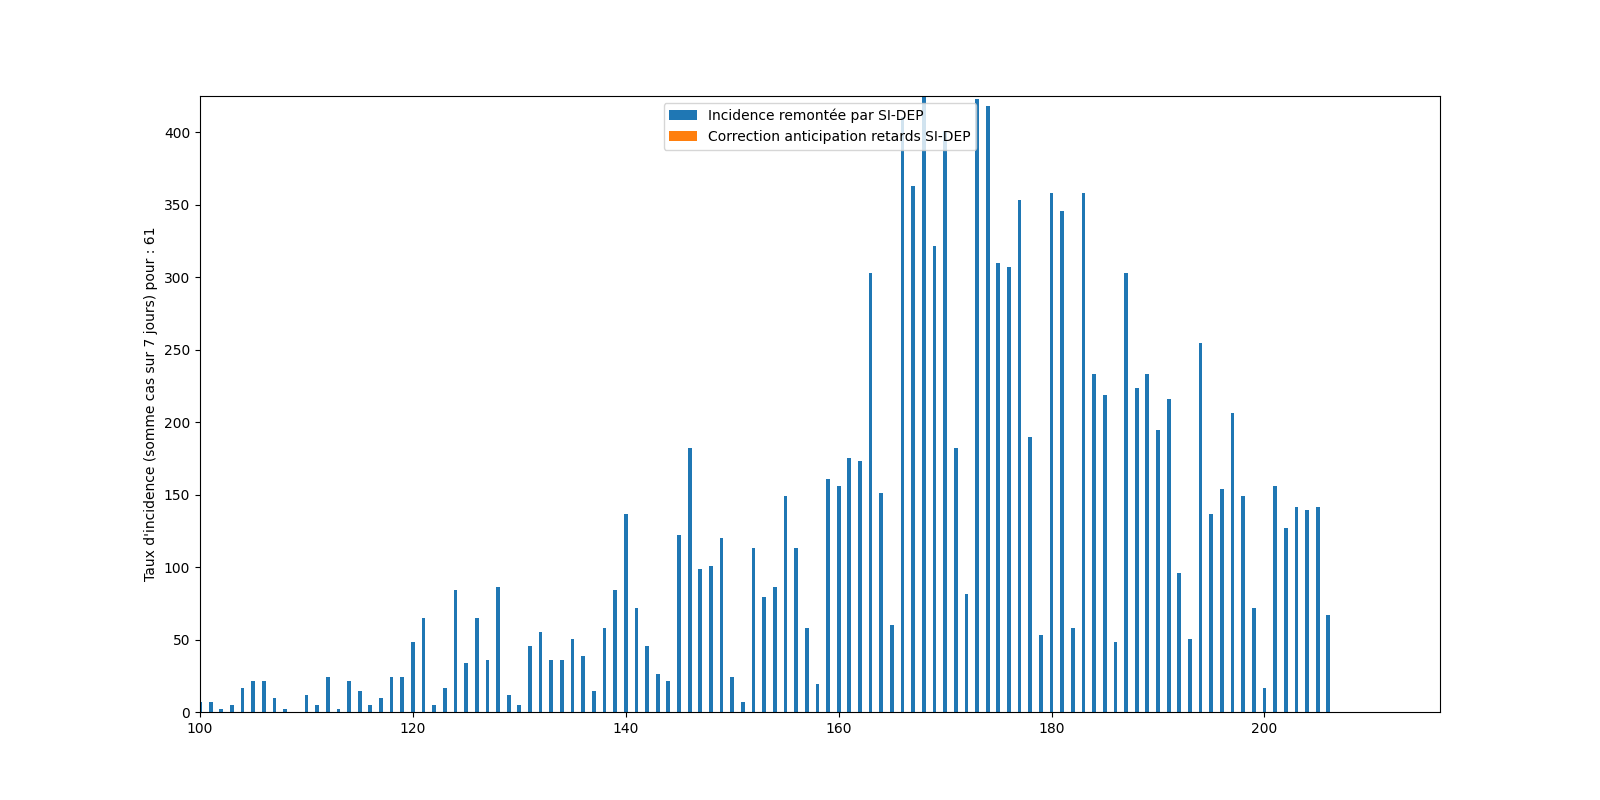 Incidence remontée par SI-DEP
Correction anticipation retards SI-DEP
Taux d'incidence (somme cas sur 7 jours) pour : 61
400
350
300
250
200
150
100
50
0
100 120 140 160 180 200